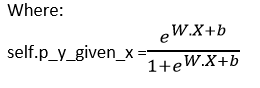 Where:
self.p_y_given_x = e^{W.X+b} / 1+e^{W.X+b}